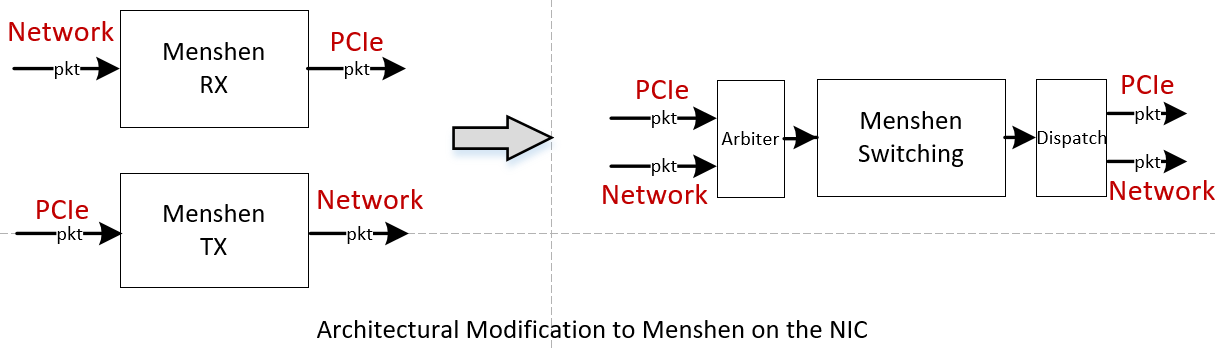 Network
pkt
Menshen
RX
PCIe
pkt
PCIe
pkt
Menshen
TX
Network
pkt
PCIe
pkt
pkt
Network
Arbiter
Menshen
Switching
Dispatch
PCIe
pkt
pkt
Network
Architectural Modification to Menshen on the NIC